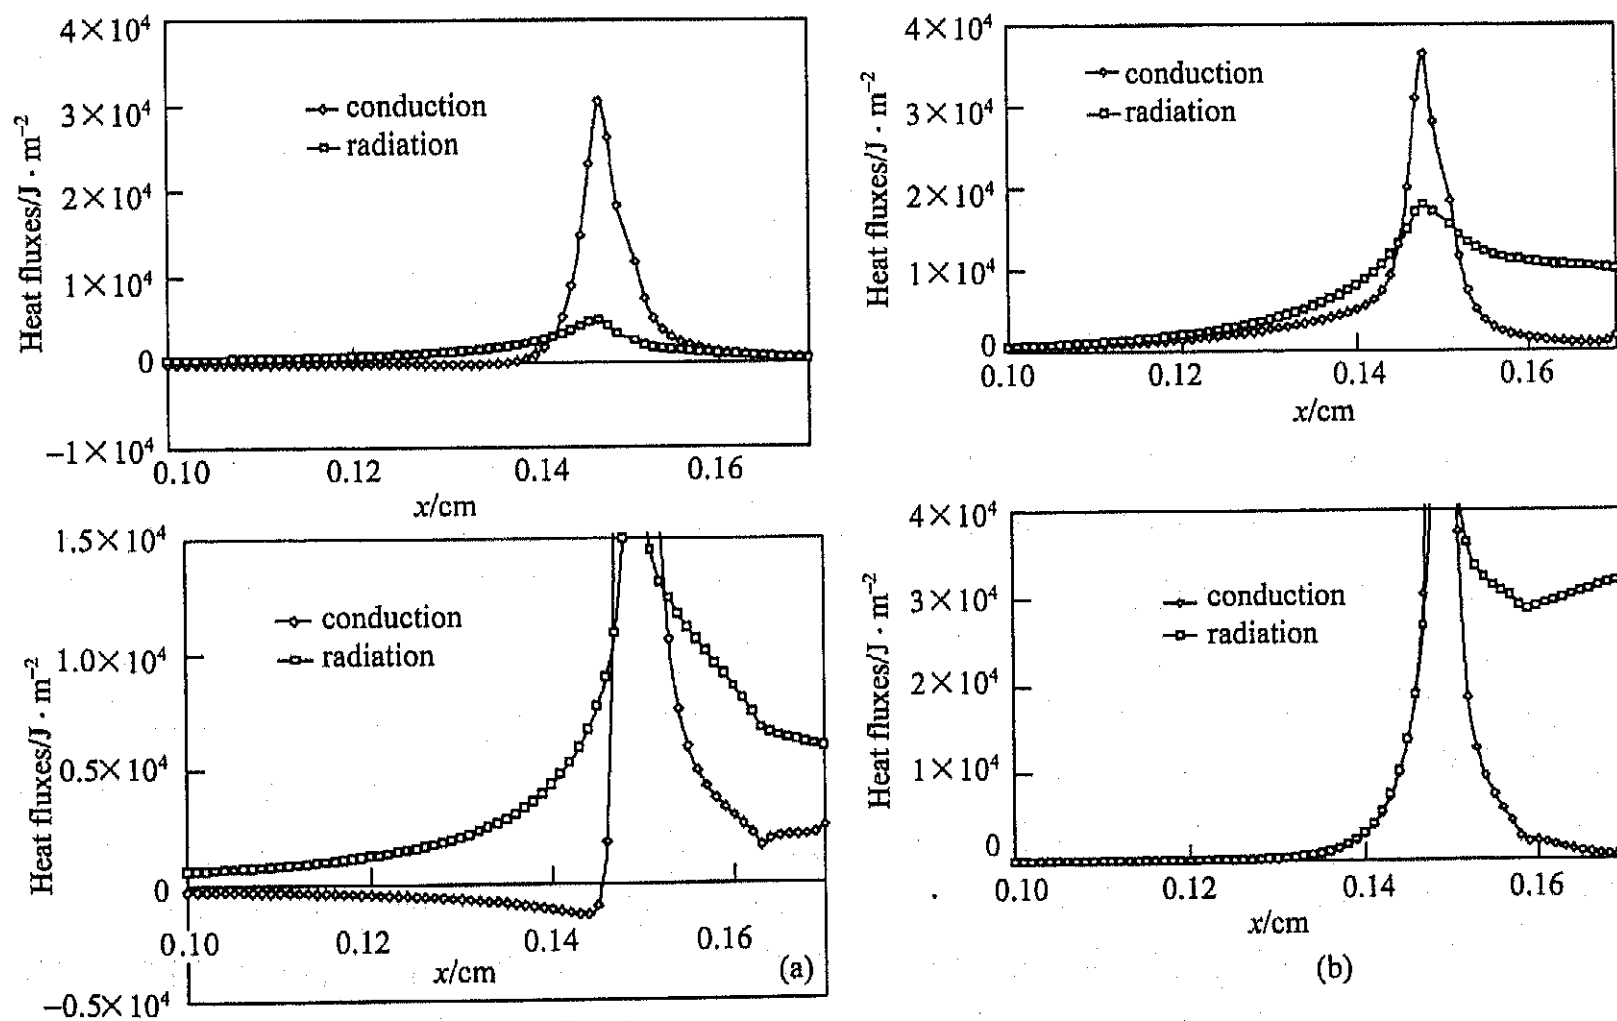 4×10⁴
3×10⁴
2×10⁴
1×10⁴
0
−1×10⁴
Heat fluxes/J · m⁻²
conduction
radiation
0.10
0.12
0.14
0.16
x/cm
4×10⁴
3×10⁴
2×10⁴
1×10⁴
0
Heat fluxes/J · m⁻²
conduction
radiation
0.10
0.12
0.14
0.16
x/cm
1.5×10⁴
1.0×10⁴
0.5×10⁴
0
−0.5×10⁴
Heat fluxes/J · m⁻²
conduction
radiation
0.10
0.12
0.14
0.16
x/cm
(a)
4×10⁴
3×10⁴
2×10⁴
1×10⁴
0
Heat fluxes/J · m⁻²
conduction
radiation
0.10
0.12
0.14
0.16
x/cm
(b)